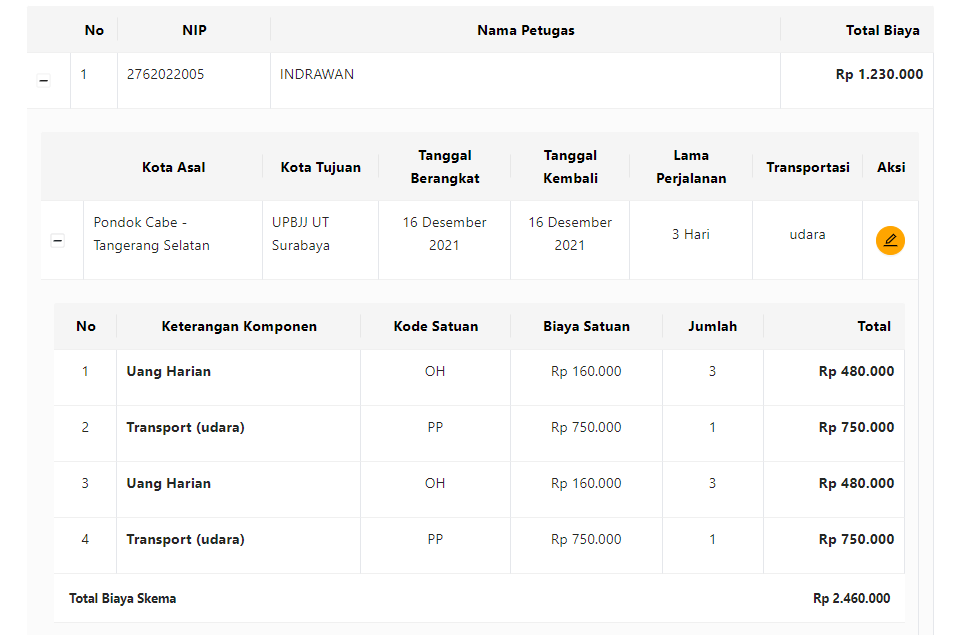 No NIP Nama Petugas Total Biaya
1 2762022005 INDRAWAN Rp 1.230.000
Kota Asal Kota Tujuan Tanggal Berangkat Tanggal Kembali Lama Perjalanan Transportasi Aksi
Pondok Cabe - Tangerang Selatan UPBJJ UT Surabaya 16 Desember 2021 16 Desember 2021 3 Hari udara
No Keterangan Komponen Kode Satuan Biaya Satuan Jumlah Total
1 Uang Harian OH Rp 160.000 3 Rp 480.000
2 Transport (udara) PP Rp 750.000 1 Rp 750.000
3 Uang Harian OH Rp 160.000 3 Rp 480.000
4 Transport (udara) PP Rp 750.000 1 Rp 750.000
Total Biaya Skema Rp 2.460.000